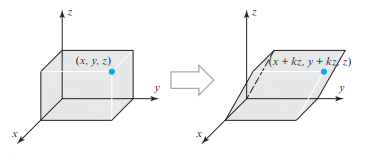 z
(x, y, z)
y
x
z
(x + kz, y + kz, z)
y
x